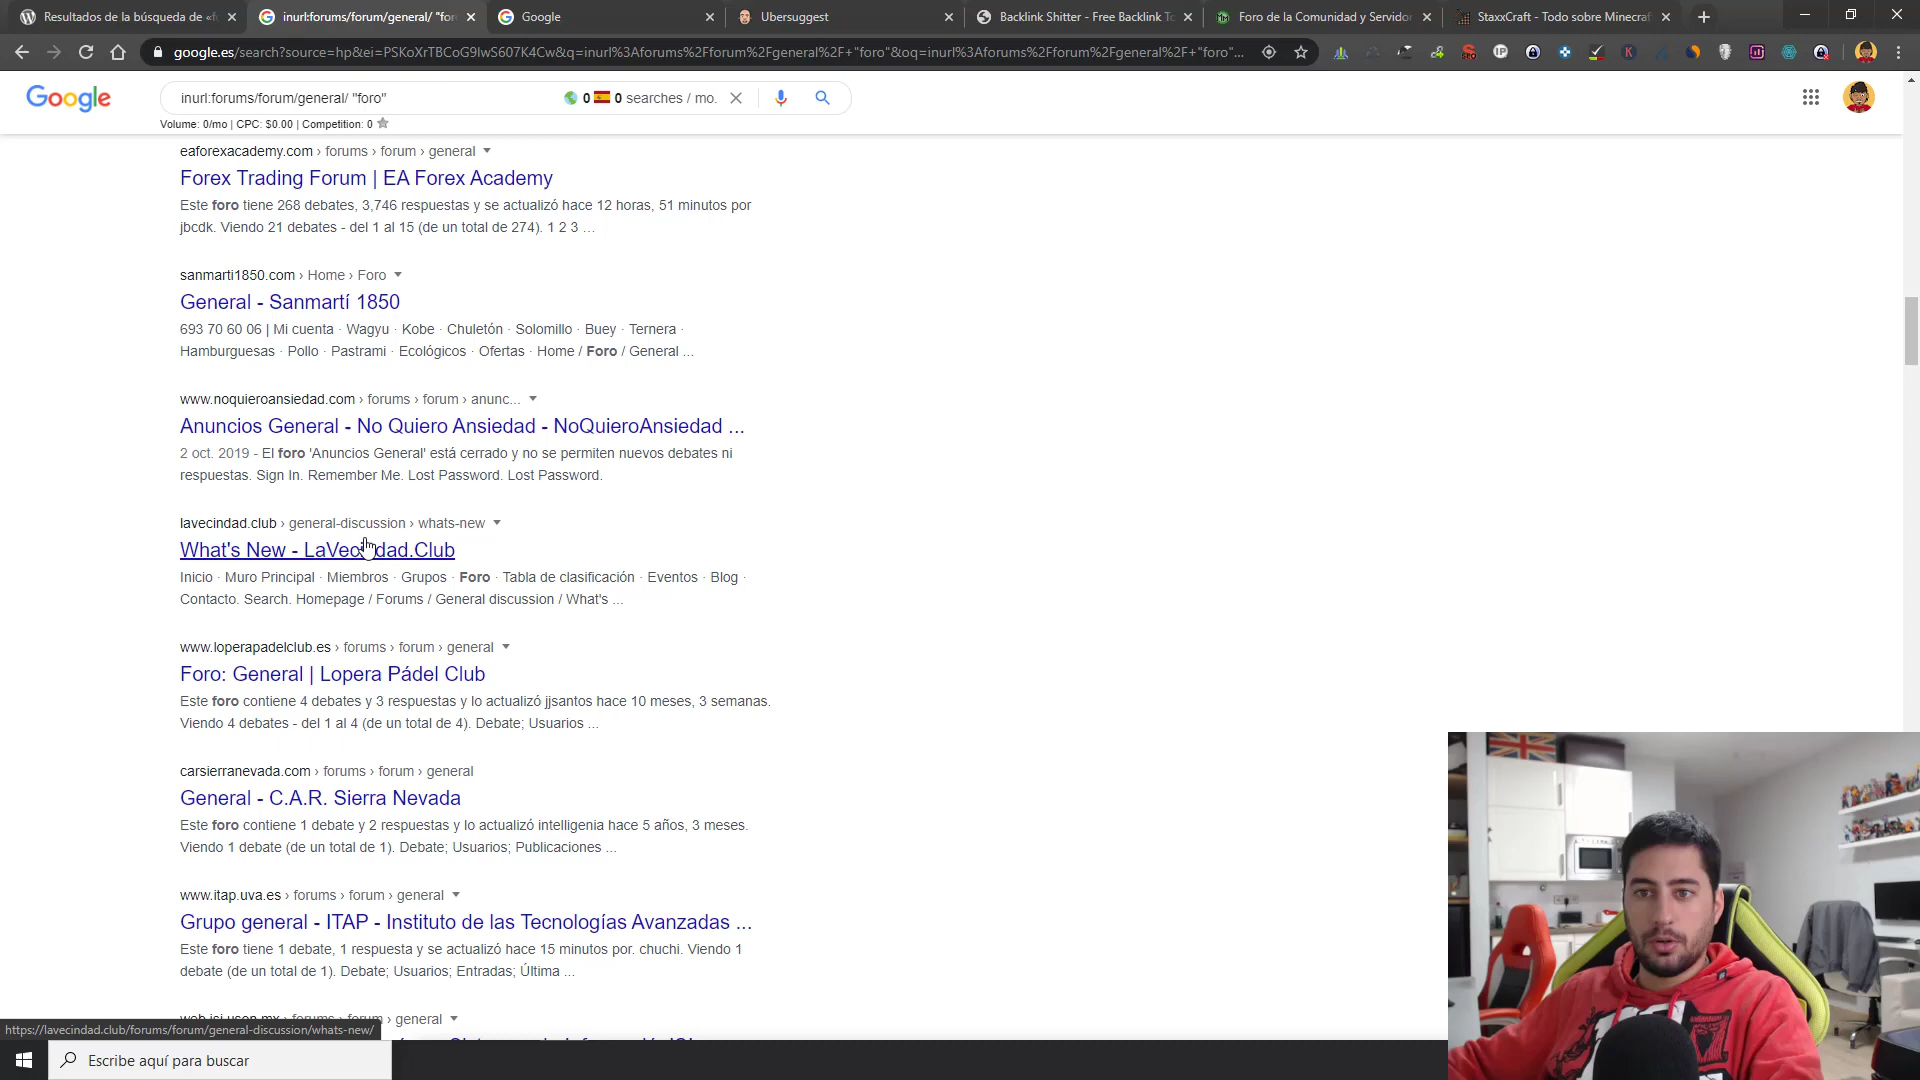 Resultados de la búsqueda de «f
inurl:forums/forum/general/ "for
Google
Ubersuggest
Backlink Shitter - Free Backlink To
Foro de la Comunidad y Servidor
StaxxCraft - Todo sobre Minecraf
google.es/search?source=hp&ei=PSKoXrTBCoG9lwS607K4Cw&q=inurl%3Aforums%2Fforum%2Fgeneral%2F+"foro"&oq=inurl%3Aforums%2Fforum%2Fgeneral%2F+"foro"...
Google
inurl:forums/forum/general/ "foro"
0 0 searches / mo.
Volume: 0/mo | CPC: $0.00 | Competition: 0
eaforexacademy.com › forums › forum › general
Forex Trading Forum | EA Forex Academy
Este foro tiene 268 debates, 3,746 respuestas y se actualizó hace 12 horas, 51 minutos por
jbcdk. Viendo 21 debates - del 1 al 15 (de un total de 274). 1 2 3 ...
sanmarti1850.com › Home › Foro
General - Sanmartí 1850
693 70 60 06 | Mi cuenta · Wagyu · Kobe · Chuletón · Solomillo · Buey · Ternera ·
Hamburguesas · Pollo · Pastrami · Ecológicos · Ofertas · Home / Foro / General ...
www.noquieroansiedad.com › forums › forum › anunc...
Anuncios General - No Quiero Ansiedad - NoQuieroAnsiedad ...
2 oct. 2019 - El foro 'Anuncios General' está cerrado y no se permiten nuevos debates ni
respuestas. Sign In. Remember Me. Lost Password. Lost Password.
lavecindad.club › general-discussion › whats-new
What's New - LaVecindad.Club
Inicio · Muro Principal · Miembros · Grupos · Foro · Tabla de clasificación · Eventos · Blog ·
Contacto. Search. Homepage / Forums / General discussion / What's ...
www.loperapadelclub.es › forums › forum › general
Foro: General | Lopera Pádel Club
Este foro contiene 4 debates y 3 respuestas y lo actualizó jjsantos hace 10 meses, 3 semanas.
Viendo 4 debates - del 1 al 4 (de un total de 4). Debate; Usuarios ...
carsierranevada.com › forums › forum › general
General - C.A.R. Sierra Nevada
Este foro contiene 1 debate y 2 respuestas y lo actualizó intelligenia hace 5 años, 3 meses.
Viendo 1 debate (de un total de 1). Debate; Usuarios; Publicaciones ...
www.itap.uva.es › forums › forum › general
Grupo general - ITAP - Instituto de las Tecnologías Avanzadas ...
Este foro tiene 1 debate, 1 respuesta y se actualizó hace 15 minutos por. chuchi. Viendo 1
debate (de un total de 1). Debate; Usuarios; Entradas; Última ...
› general
https://lavecindad.club/forums/forum/general-discussion/whats-new/
Escribe aquí para buscar